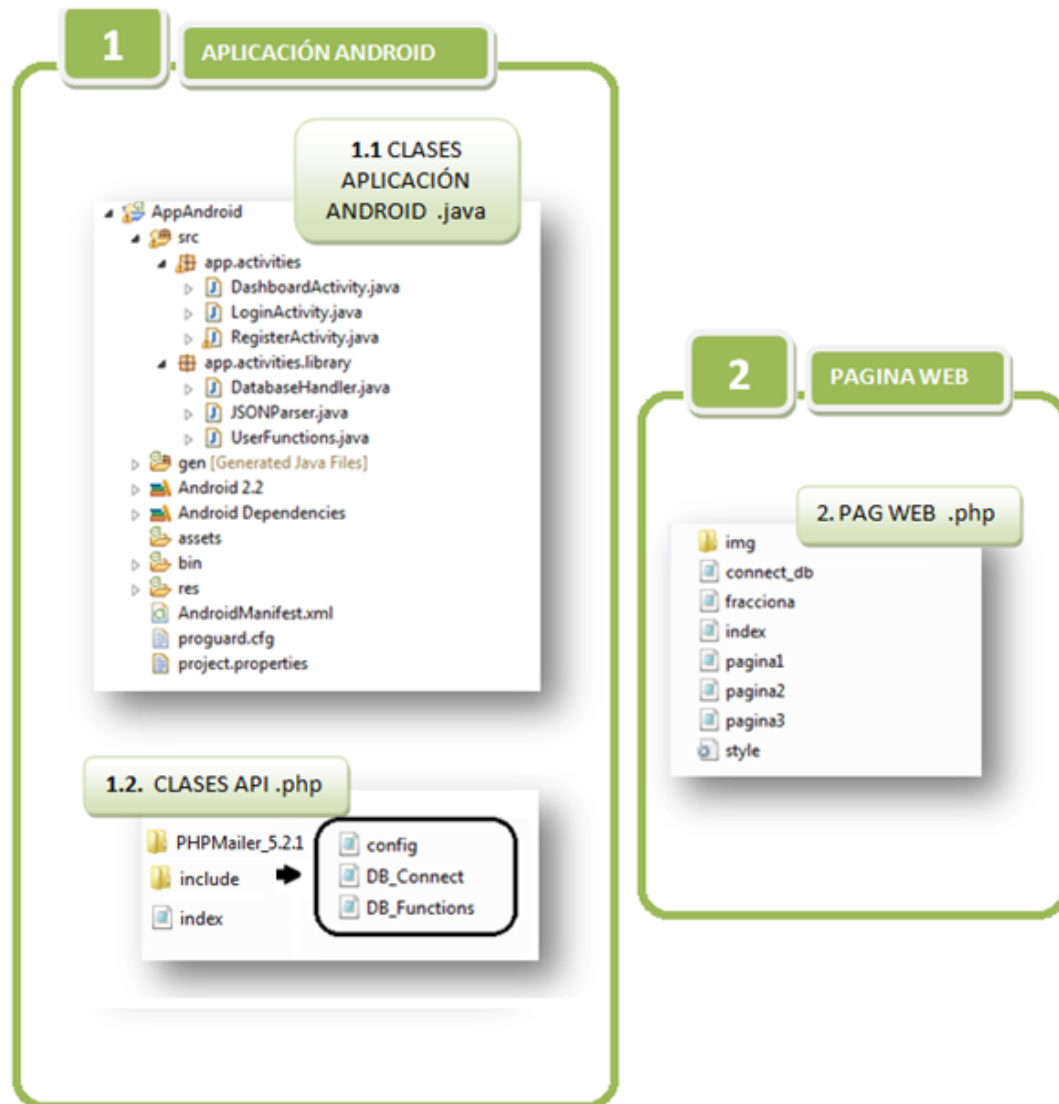 1
APLICACIÓN ANDROID
1.1 CLASES
APLICACIÓN
ANDROID .java
AppAndroid
src
app.activities
DashboardActivity.java
LoginActivity.java
RegisterActivity.java
app.activities.library
DatabaseHandler.java
JSONParser.java
UserFunctions.java
gen [Generated Java Files]
Android 2.2
Android Dependencies
assets
bin
res
AndroidManifest.xml
proguard.cfg
project.properties
1.2. CLASES API .php
PHPMailer_5.2.1
include
index
config
DB_Connect
DB_Functions
2
PAGINA WEB
2. PAG WEB .php
img
connect_db
fracciona
index
pagina1
pagina2
pagina3
style